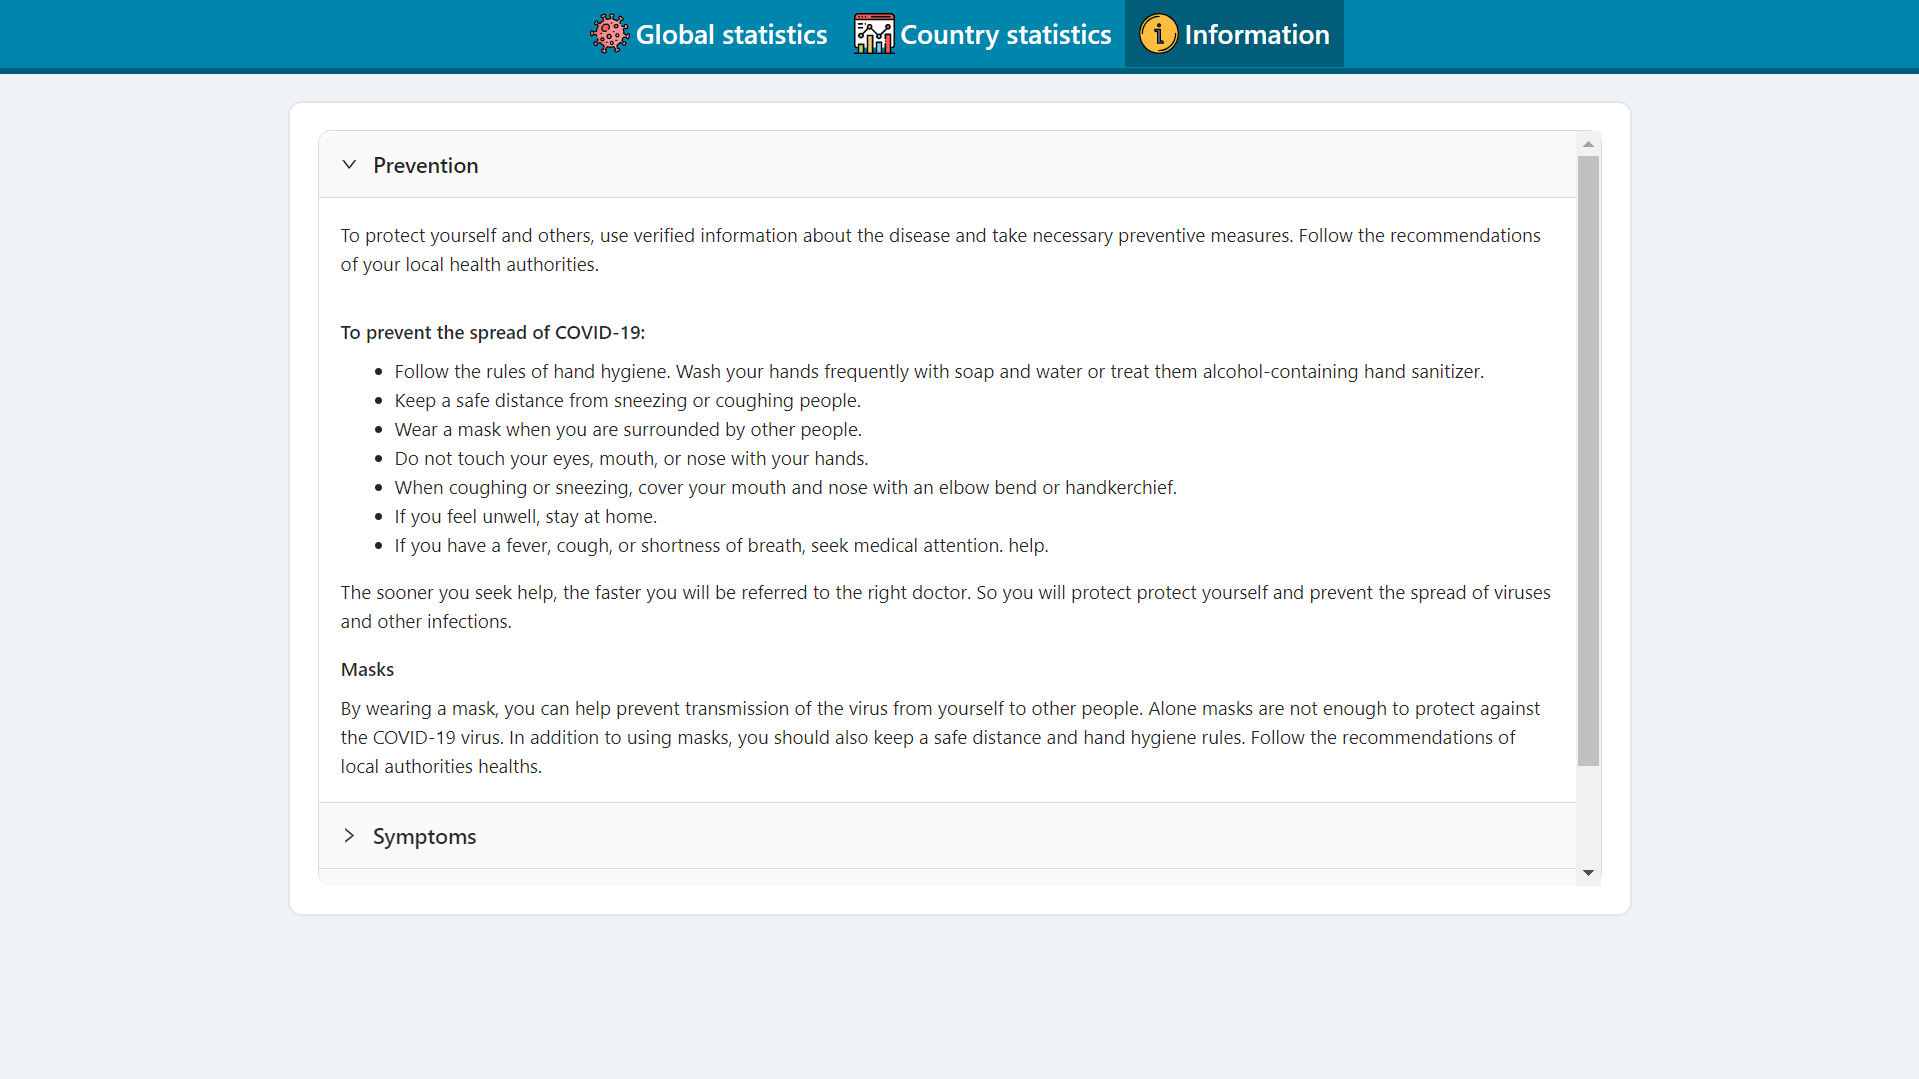 Global statistics
Country statistics
Information
Prevention
To protect yourself and others, use verified information about the disease and take necessary preventive measures. Follow the recommendations
of your local health authorities.
To prevent the spread of COVID-19:
Follow the rules of hand hygiene. Wash your hands frequently with soap and water or treat them alcohol-containing hand sanitizer.
Keep a safe distance from sneezing or coughing people.
Wear a mask when you are surrounded by other people.
Do not touch your eyes, mouth, or nose with your hands.
When coughing or sneezing, cover your mouth and nose with an elbow bend or handkerchief.
If you feel unwell, stay at home.
If you have a fever, cough, or shortness of breath, seek medical attention. help.
The sooner you seek help, the faster you will be referred to the right doctor. So you will protect protect yourself and prevent the spread of viruses
and other infections.
Masks
By wearing a mask, you can help prevent transmission of the virus from yourself to other people. Alone masks are not enough to protect against
the COVID-19 virus. In addition to using masks, you should also keep a safe distance and hand hygiene rules. Follow the recommendations of
local authorities healths.
Symptoms